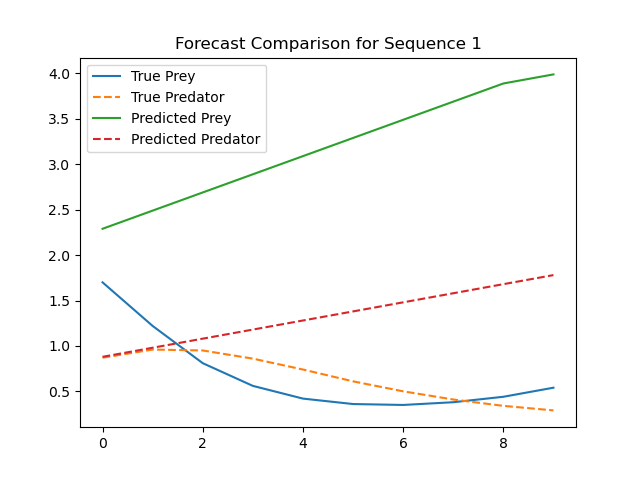 Forecast Comparison for Sequence 1
True Prey
True Predator
Predicted Prey
Predicted Predator
4.0
3.5
3.0
2.5
2.0
1.5
1.0
0.5
0 2 4 6 8